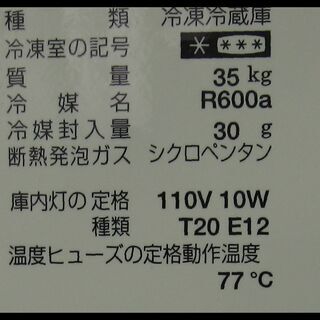 種 類 冷凍冷蔵庫
冷凍室の記号 * ***
質 量 35 kg
冷 媒 名 R600a
冷媒封入量 30 g
断熱発泡ガス シクロペンタン
庫内灯の定格 110V 10W
種類 T20 E12
温度ヒューズの定格動作温度
77 °C